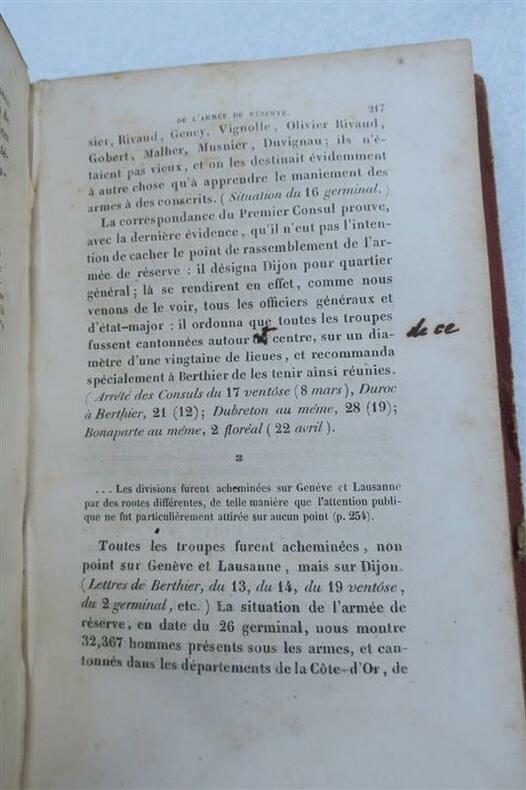 DE L'ARMÉE DE RÉSERVE. 217
sier, Rivaud, Gency, Vignolle, Olivier Rivaud,
Gobert, Malher, Musnier, Duvignau; ils n'é-
taient pas vieux, et on les destinait évidemment
à autre chose qu'à apprendre le maniement des
armes à des conscrits. (Situation du 16 germinal.)
La correspondance du Premier Consul prouve,
avec la dernière évidence, qu'il n'eut pas l'inten-
tion de cacher le point de rassemblement de l'ar-
mée de réserve : il désigna Dijon pour quartier
général; là se rendirent en effet, comme nous
venons de le voir, tous les officiers généraux et
d'état-major : il ordonna que toutes les troupes
fussent cantonnées autour centre, sur un dia- de ce
mètre d'une vingtaine de lieues, et recommanda
spécialement à Berthier de les tenir ainsi réunies.
(Arrêté des Consuls du 17 ventôse (8 mars), Duroc
à Berthier, 21 (12); Dubreton au même, 28 (19);
Bonaparte au même, 2 floréal (22 avril).
3
... Les divisions furent acheminées sur Genève et Lausanne
par des routes différentes, de telle manière que l'attention publi-
que ne fut particulièrement attirée sur aucun point (p. 254).
Toutes les troupes furent acheminées, non
point sur Genève et Lausanne, mais sur Dijon.
(Lettres de Berthier, du 13, du 14, du 19 ventôse,
du 2 germinal, etc.) La situation de l'armée de
réserve, en date du 26 germinal, nous montre
32,367 hommes présents sous les armes, et can-
tonnés dans les départements de la Côte-d'Or, de